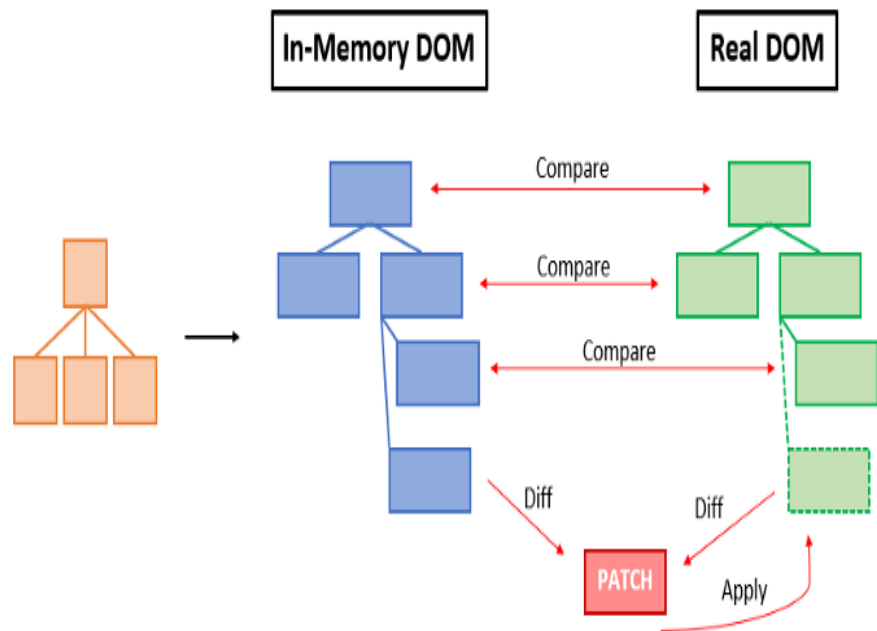 In-Memory DOM
Real DOM
Compare
Compare
Compare
Diff
Diff
PATCH
Apply